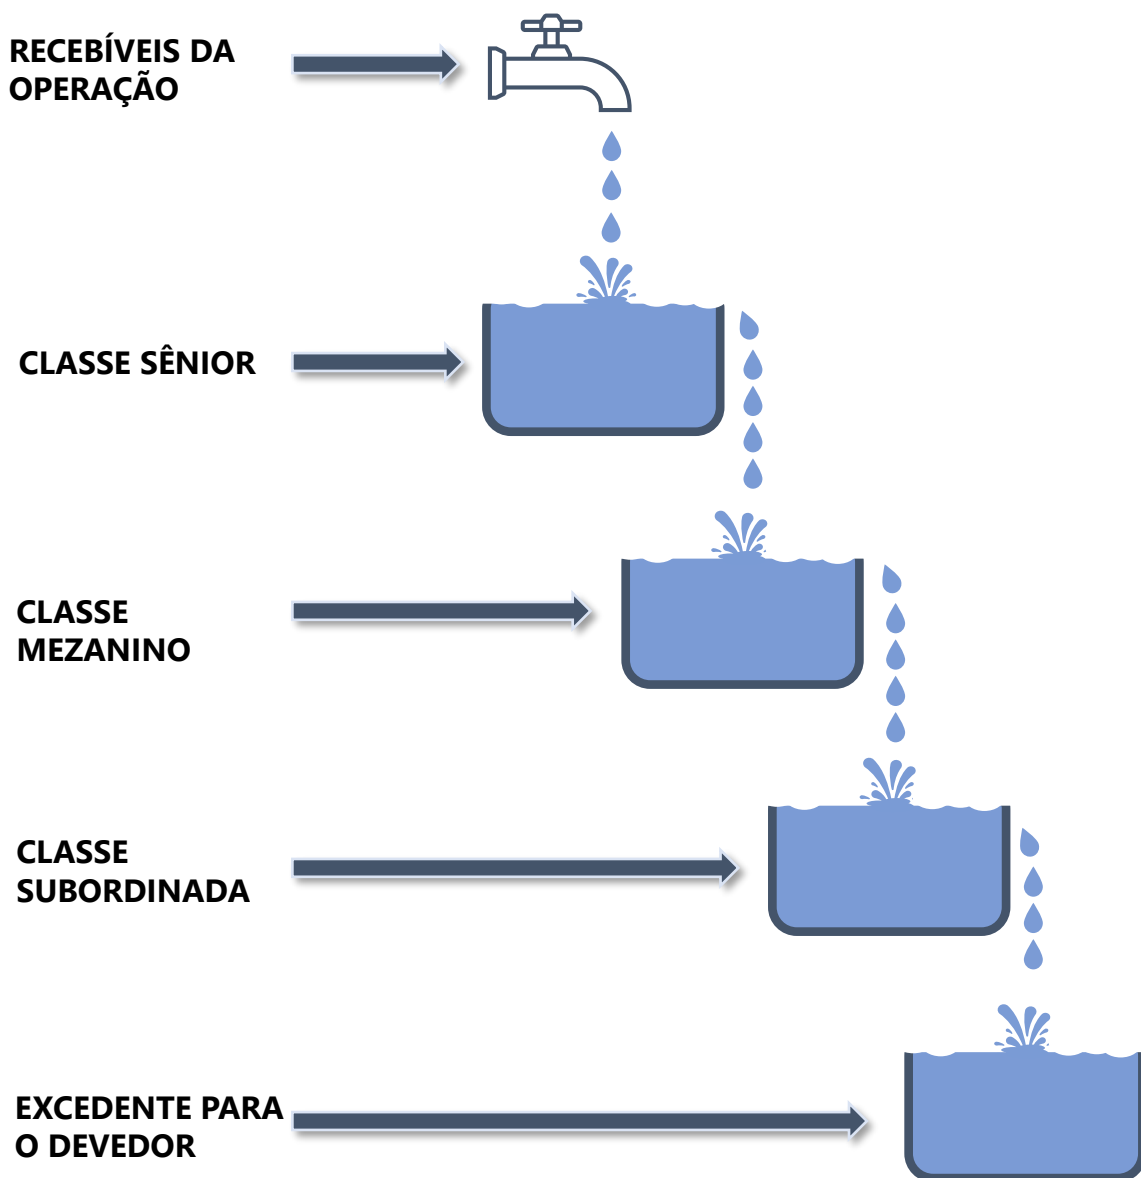 RECEBÍVEIS DA
OPERAÇÃO
CLASSE SÊNIOR
CLASSE
MEZANINO
CLASSE
SUBORDINADA
EXCEDENTE PARA
O DEVEDOR